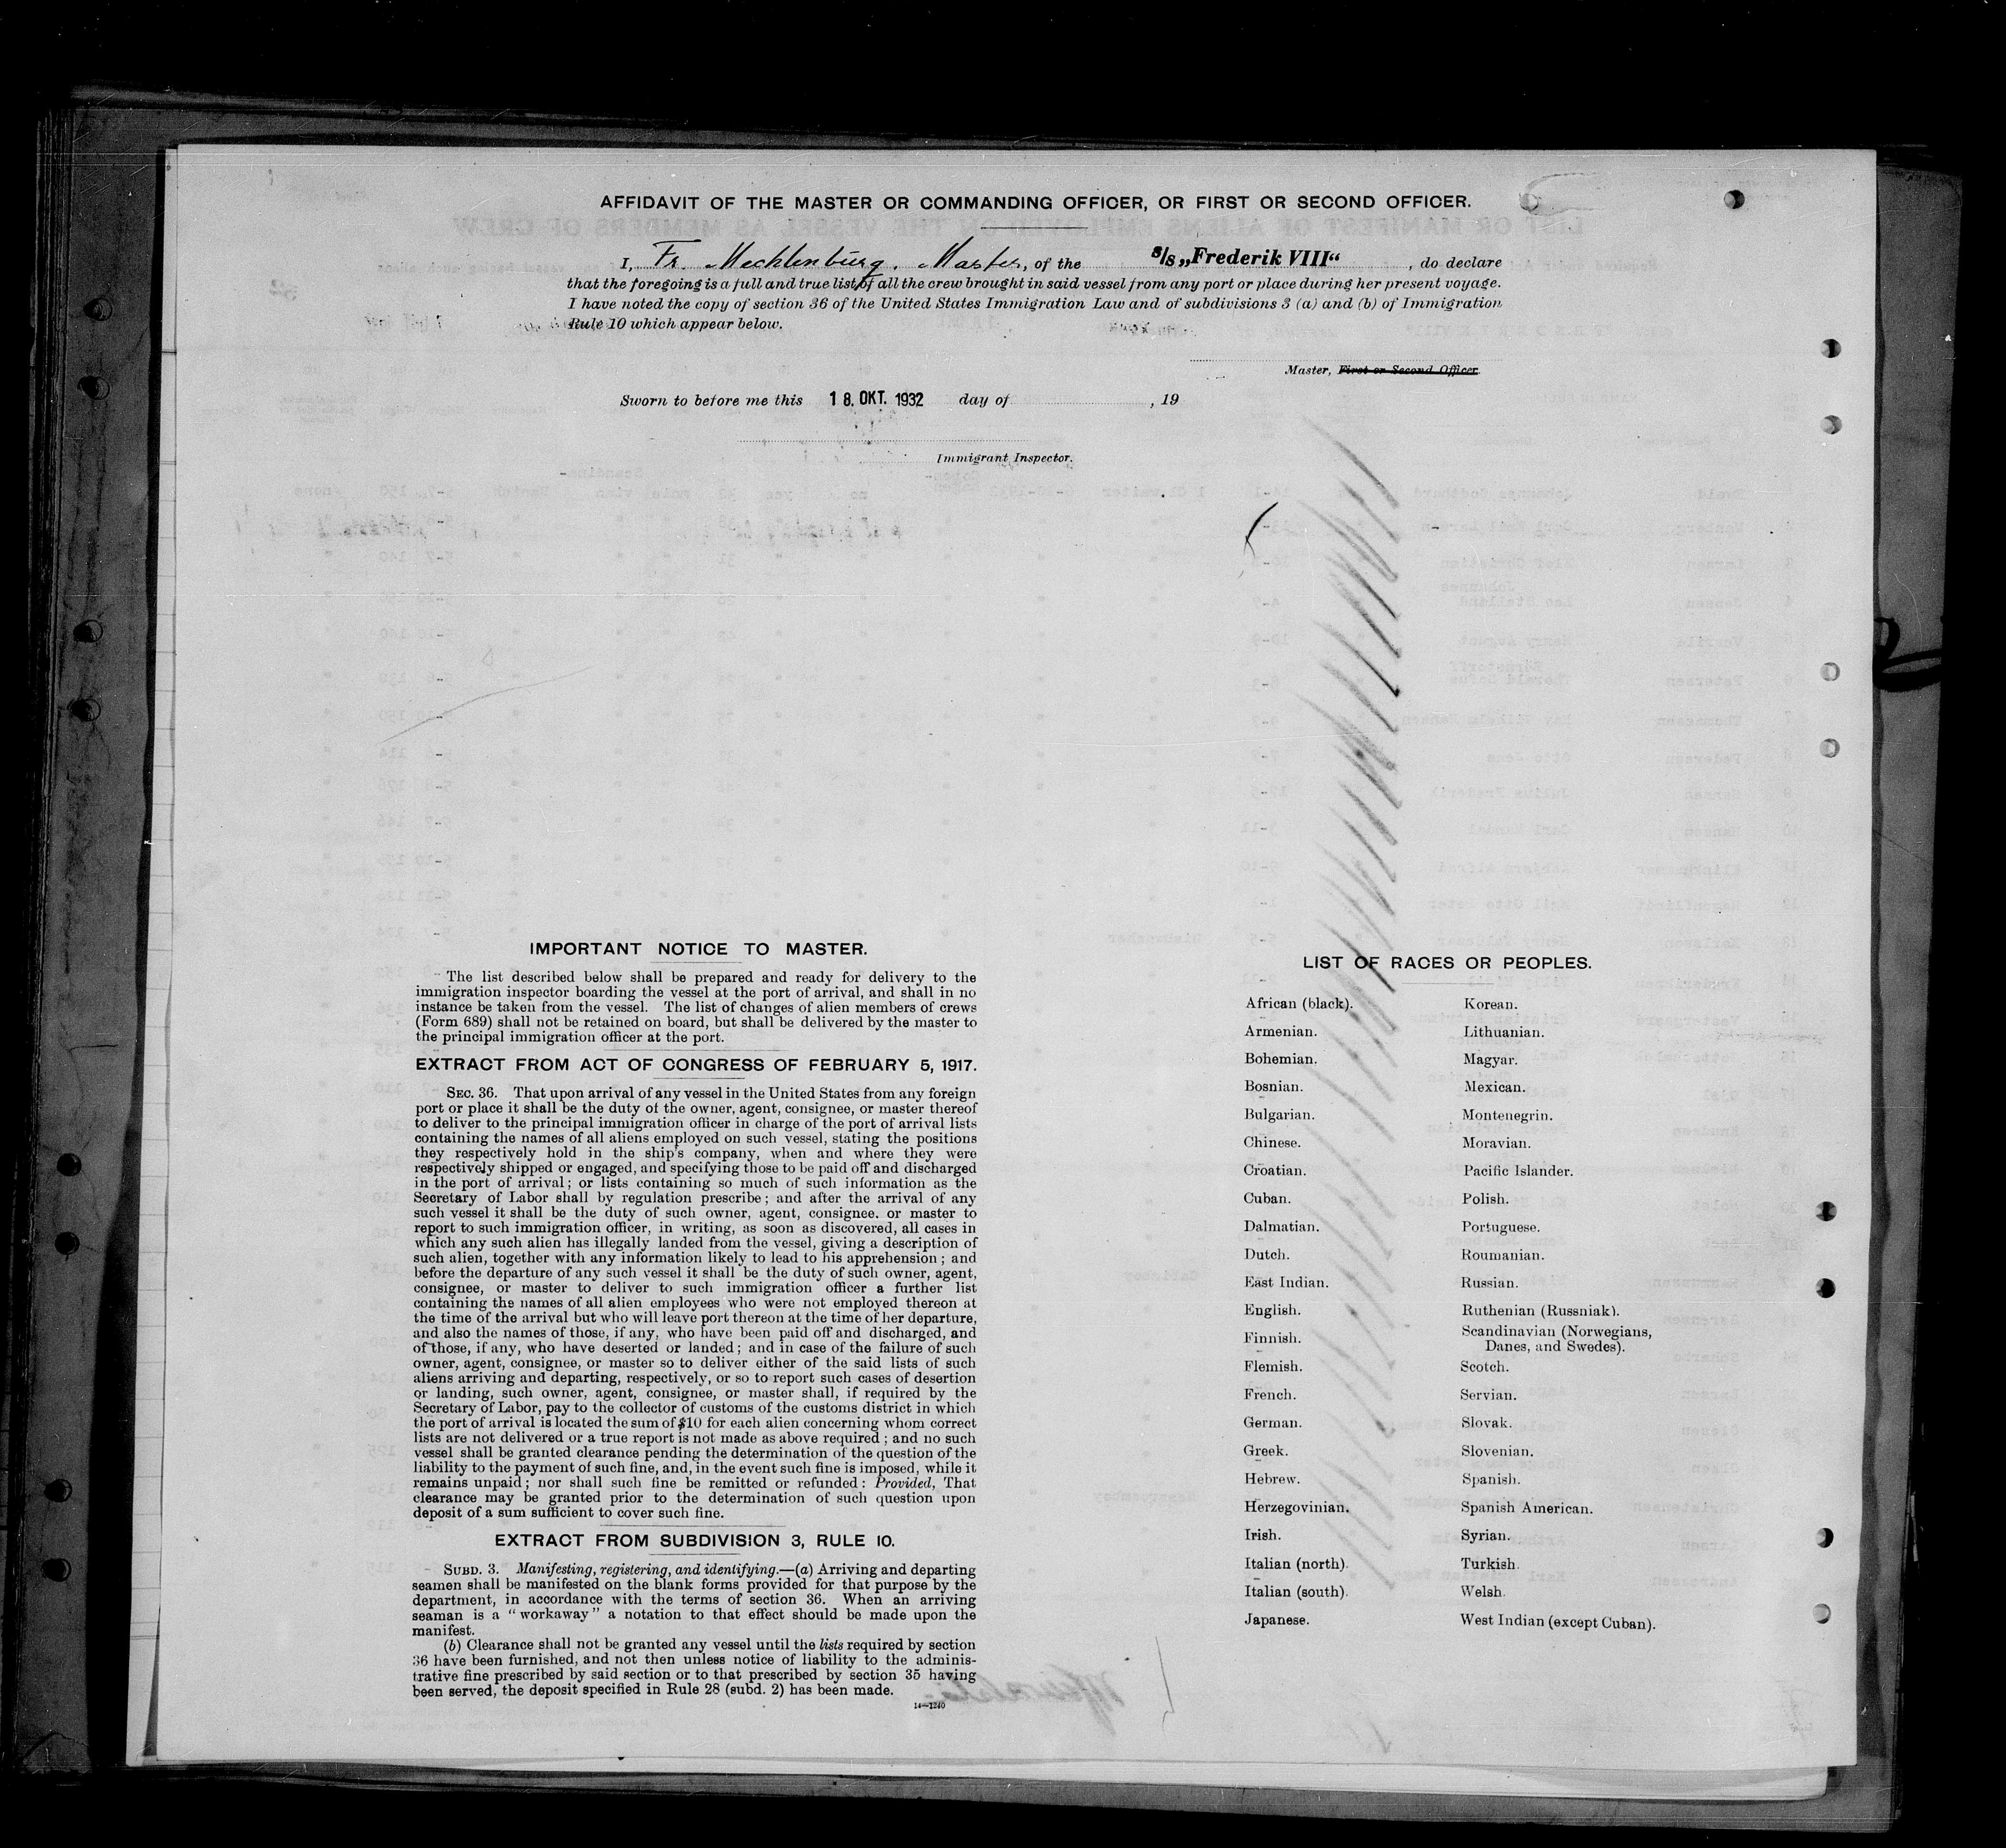 AFFIDAVIT OF THE MASTER OR COMMANDING OFFICER, OR FIRST OR SECOND OFFICER.
I, Fr. Mecklenburg, Master, of the S/S „Frederik VIII“, do declare
that the foregoing is a full and true list of all the crew brought in said vessel from any port or place during her present voyage.
I have noted the copy of section 36 of the United States Immigration Law and of subdivisions 3 (a) and (b) of Immigration
Rule 10 which appear below.
Master, First or Second Officer.
Sworn to before me this 18. OKT. 1932 day of , 19
Immigrant Inspector.
IMPORTANT NOTICE TO MASTER.
The list described below shall be prepared and ready for delivery to the
immigration inspector boarding the vessel at the port of arrival, and shall in no
instance be taken from the vessel. The list of changes of alien members of crews
(Form 689) shall not be retained on board, but shall be delivered by the master to
the principal immigration officer at the port.
EXTRACT FROM ACT OF CONGRESS OF FEBRUARY 5, 1917.
SEC. 36. That upon arrival of any vessel in the United States from any foreign
port or place it shall be the duty of the owner, agent, consignee, or master thereof
to deliver to the principal immigration officer in charge of the port of arrival lists
containing the names of all aliens employed on such vessel, stating the positions
they respectively hold in the ship's company, when and where they were
respectively shipped or engaged, and specifying those to be paid off and discharged
in the port of arrival; or lists containing so much of such information as the
Secretary of Labor shall by regulation prescribe; and after the arrival of any
such vessel it shall be the duty of such owner, agent, consignee. or master to
report to such immigration officer, in writing, as soon as discovered, all cases in
which any such alien has illegally landed from the vessel, giving a description of
such alien, together with any information likely to lead to his apprehension; and
before the departure of any such vessel it shall be the duty of such owner, agent,
consignee, or master to deliver to such immigration officer a further list
containing the names of all alien employees who were not employed thereon at
the time of the arrival but who will leave port thereon at the time of her departure,
and also the names of those, if any, who have been paid off and discharged, and
of those, if any, who have deserted or landed; and in case of the failure of such
owner, agent, consignee, or master so to deliver either of the said lists of such
aliens arriving and departing, respectively, or so to report such cases of desertion
or landing, such owner, agent, consignee, or master shall, if required by the
Secretary of Labor, pay to the collector of customs of the customs district in which
the port of arrival is located the sum of $10 for each alien concerning whom correct
lists are not delivered or a true report is not made as above required; and no such
vessel shall be granted clearance pending the determination of the question of the
liability to the payment of such fine, and, in the event such fine is imposed, while it
remains unpaid; nor shall such fine be remitted or refunded: Provided, That
clearance may be granted prior to the determination of such question upon
deposit of a sum sufficient to cover such fine.
EXTRACT FROM SUBDIVISION 3, RULE 10.
SUBD. 3. Manifesting, registering, and identifying.—(a) Arriving and departing
seamen shall be manifested on the blank forms provided for that purpose by the
department, in accordance with the terms of section 36. When an arriving
seaman is a "workaway" a notation to that effect should be made upon the
manifest.
(b) Clearance shall not be granted any vessel until the lists required by section
36 have been furnished, and not then unless notice of liability to the adminis-
trative fine prescribed by said section or to that prescribed by section 35 having
been served, the deposit specified in Rule 28 (subd. 2) has been made.
14—1240
LIST OF RACES OR PEOPLES.
African (black).
Armenian.
Bohemian.
Bosnian.
Bulgarian.
Chinese.
Croatian.
Cuban.
Dalmatian.
Dutch.
East Indian.
English.
Finnish.
Flemish.
French.
German.
Greek.
Hebrew.
Herzegovinian.
Irish.
Italian (north).
Italian (south).
Japanese.
Korean.
Lithuanian.
Magyar.
Mexican.
Montenegrin.
Moravian.
Pacific Islander.
Polish.
Portuguese.
Roumanian.
Russian.
Ruthenian (Russniak).
Scandinavian (Norwegians,
Danes, and Swedes).
Scotch.
Servian.
Slovak.
Slovenian.
Spanish.
Spanish American.
Syrian.
Turkish.
Welsh.
West Indian (except Cuban).